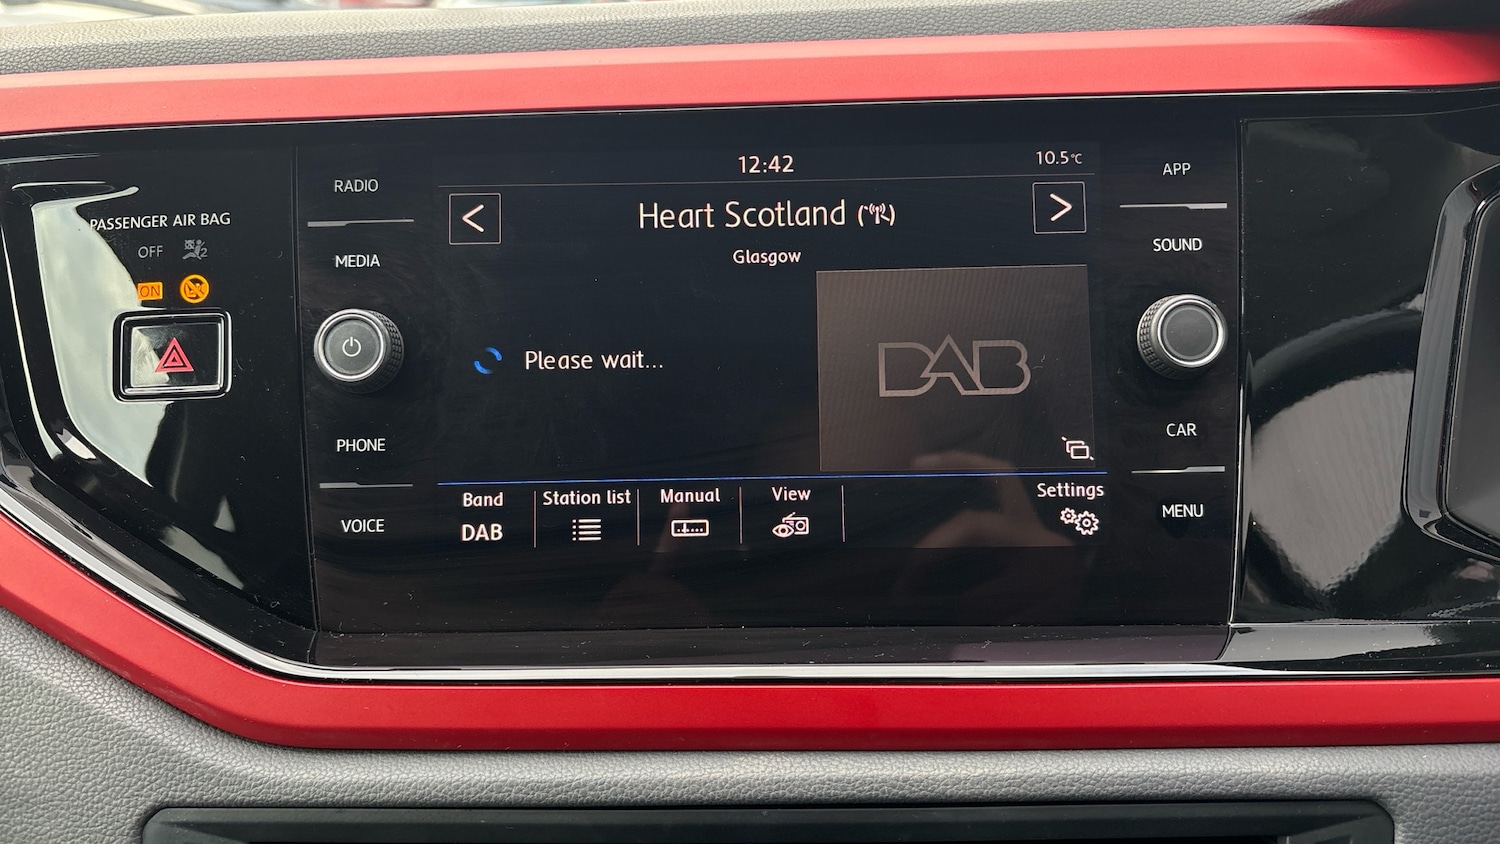 12:42
10.5°C
<
Heart Scotland
>
Glasgow
Please wait...
DAB
Band
DAB
Station list
Manual
View
Settings
PASSENGER AIR BAG
OFF
2
ON
RADIO
MEDIA
PHONE
VOICE
APP
SOUND
CAR
MENU